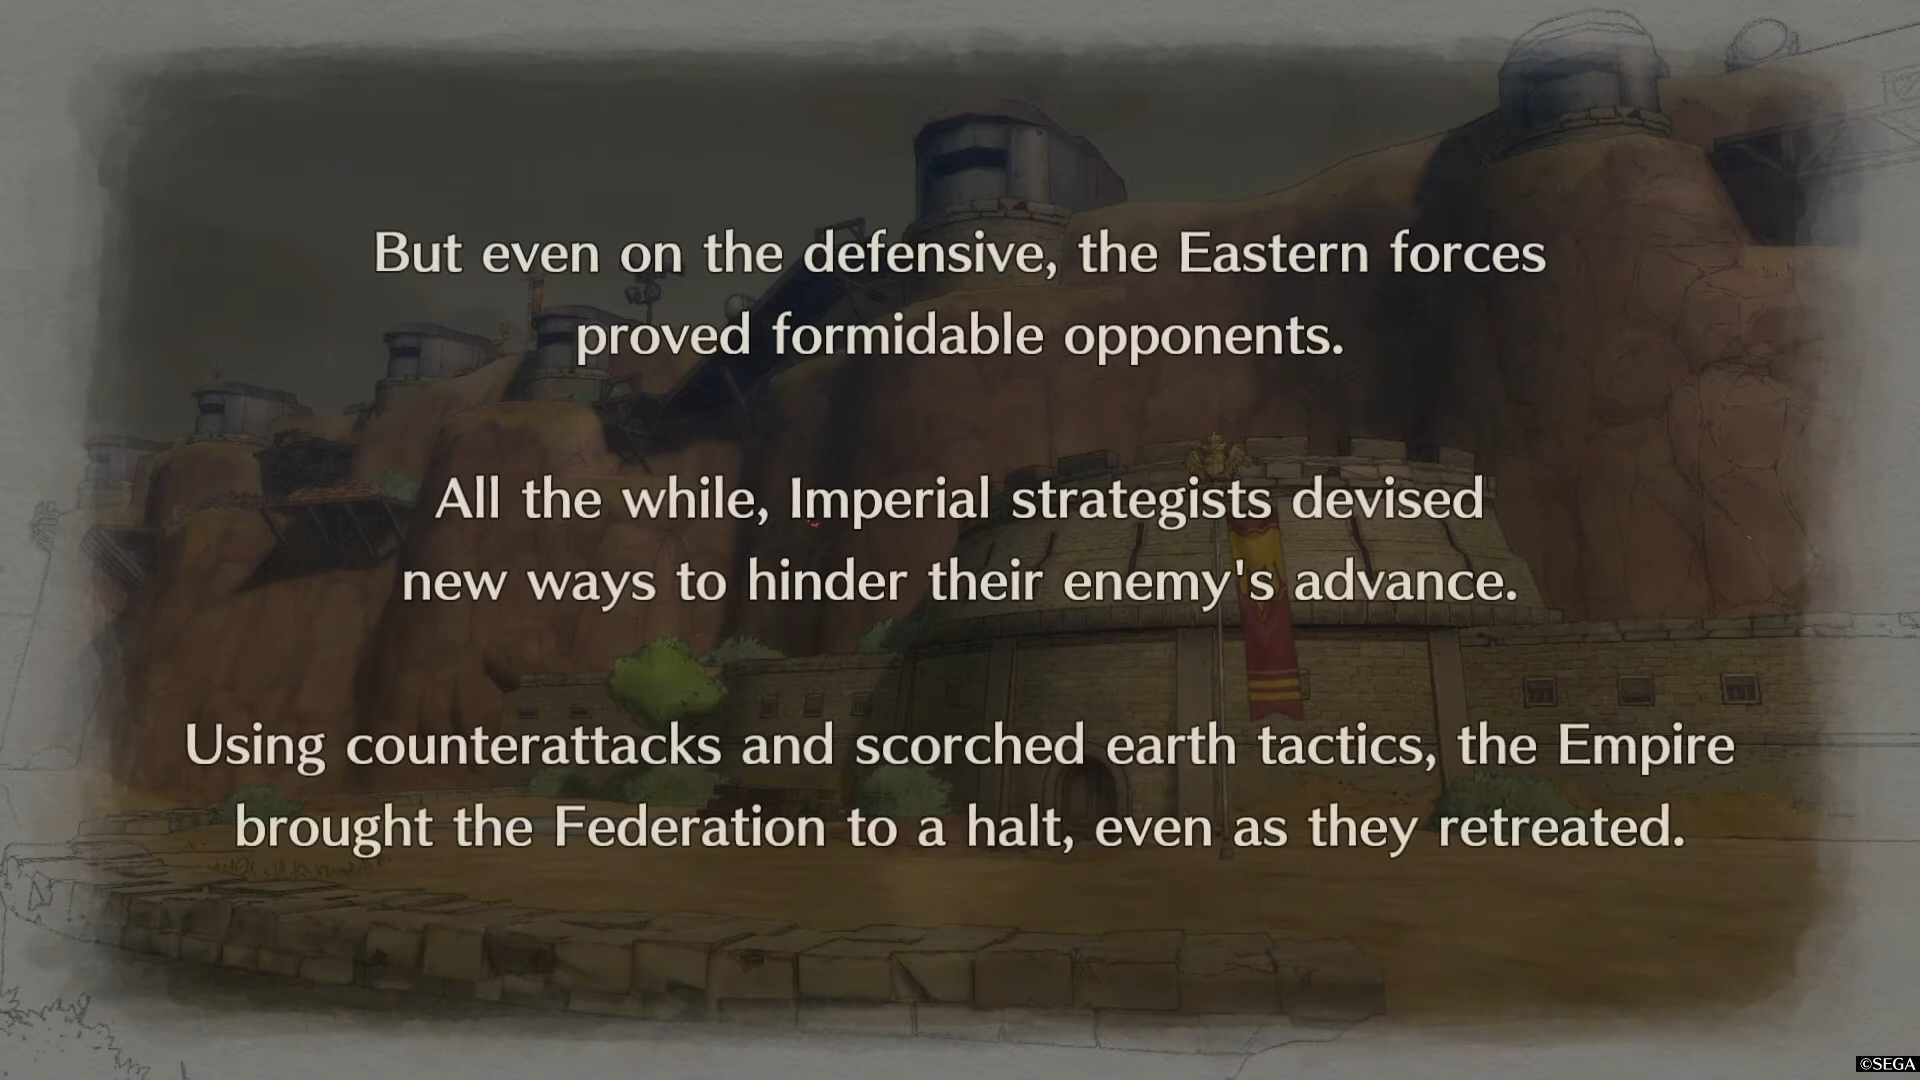 But even on the defensive, the Eastern forces
proved formidable opponents.
All the while, Imperial strategists devised
new ways to hinder their enemy's advance.
Using counterattacks and scorched earth tactics, the Empire
brought the Federation to a halt, even as they retreated.
©SEGA